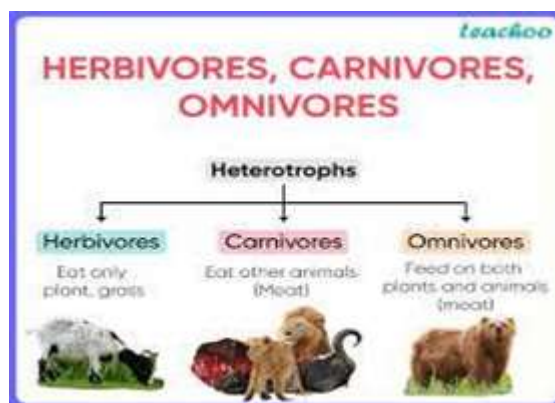 teachoo
HERBIVORES, CARNIVORES,
OMNIVORES
Heterotrophs
Herbivores
Eat only
plant, grass
Carnivores
Eat other animals
(Meat)
Omnivores
Feed on both
plants and animals
(meat)